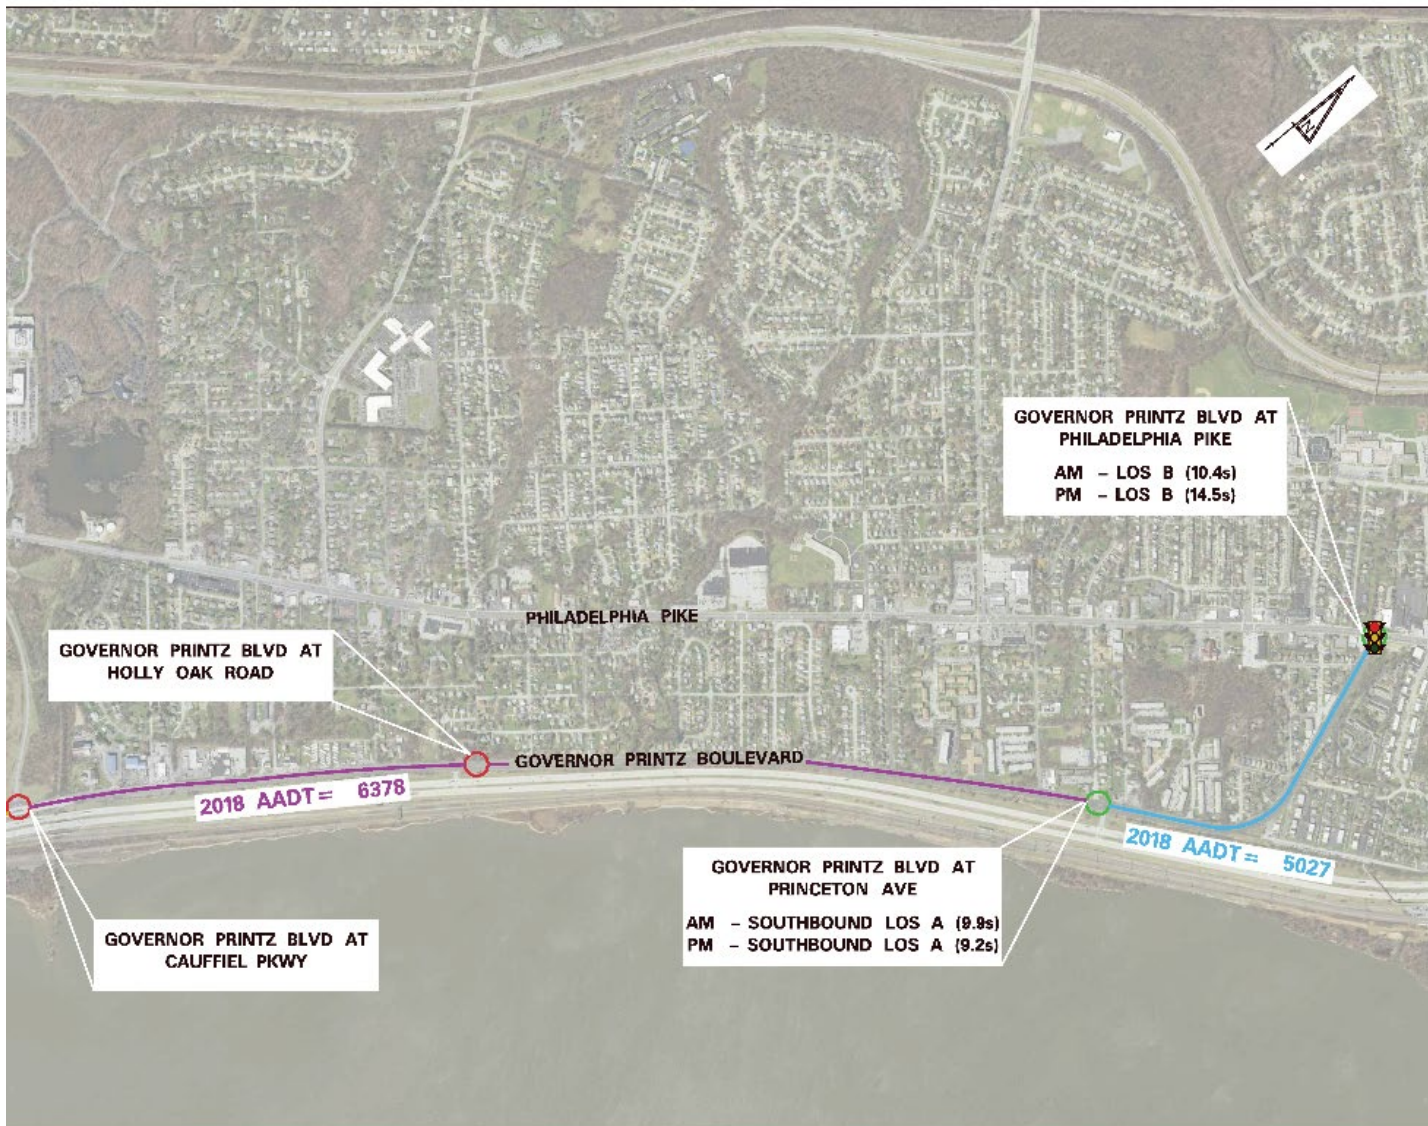 N
GOVERNOR PRINTZ BLVD AT
PHILADELPHIA PIKE
AM - LOS B (10.4s)
PM - LOS B (14.5s)
PHILADELPHIA PIKE
GOVERNOR PRINTZ BLVD AT
HOLLY OAK ROAD
GOVERNOR PRINTZ BOULEVARD
2018 AADT = 6378
2018 AADT = 5027
GOVERNOR PRINTZ BLVD AT
PRINCETON AVE
AM - SOUTHBOUND LOS A (9.9s)
PM - SOUTHBOUND LOS A (9.2s)
GOVERNOR PRINTZ BLVD AT
CAUFFIEL PKWY